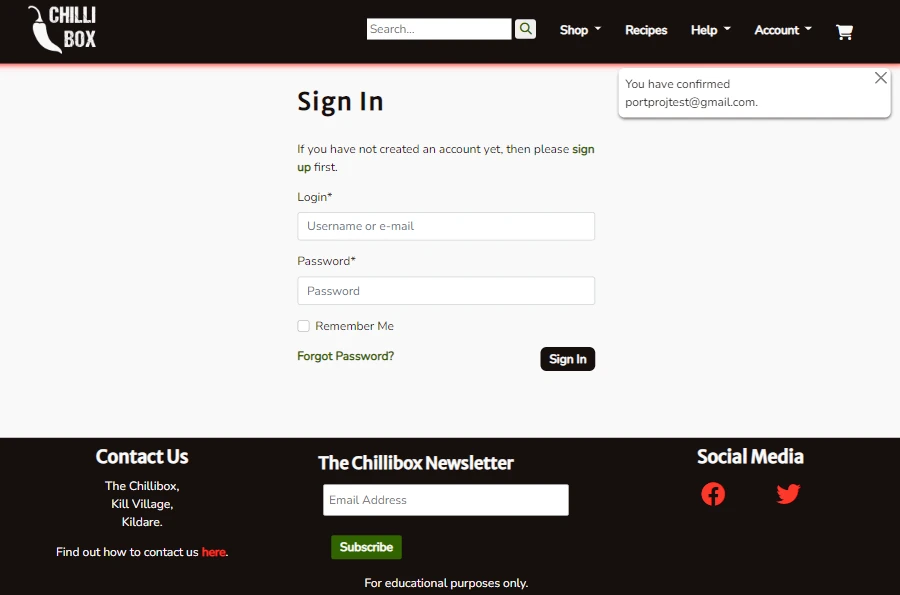 CHILLI
BOX
Search...
Shop
Recipes
Help
Account
You have confirmed
portprojtest@gmail.com.
Sign In
If you have not created an account yet, then please sign
up first.
Login*
Username or e-mail
Password*
Password
Remember Me
Forgot Password?
Sign In
Contact Us
The Chillibox,
Kill Village,
Kildare.
Find out how to contact us here.
The Chillibox Newsletter
Email Address
Subscribe
For educational purposes only.
Social Media